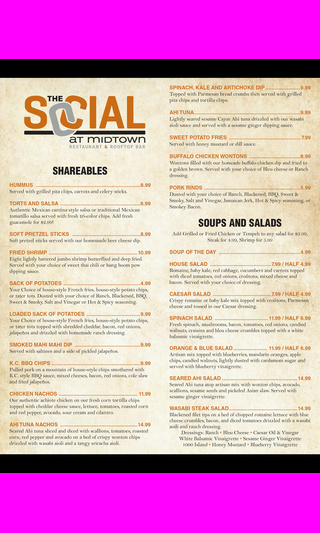 THE
SOCIAL
AT MIDTOWN
RESTAURANT & ROOFTOP BAR
SHAREABLES
HUMMUS 8.99
Served with grilled pita chips, carrots and celery sticks.
TORTS AND SALSA 8.99
Authentic Mexican cantina-style salsa or traditional Mexican
tomatillo salsa served with fresh tri-color chips. Add fresh
guacamole for $2.00!
SOFT PRETZEL STICKS 8.99
Soft pretzel sticks served with our homemade beer cheese dip.
FRIED SHRIMP 10.99
Eight lightly battered jumbo shrimp butterflied and deep fried.
Served with your choice of sweet thai chili or bang boom pow
dipping sauce.
SACK OF POTATOES 4.99
Your choice of house-style French fries, house-style potato chips,
or tater tots. Dusted with your choice of Ranch, Blackened, BBQ,
Sweet & Smoky, Salt and Vinegar or Hot & Spicy.
LOADED SACK OF POTATOES 9.99
Your Choice of house-style French fries, house-style potato chips,
or tater tots topped with shredded cheddar, bacon, red onions,
jalapeños and drizzled with homemade ranch dressing.
SMOKED MAHI MAHI DIP 9.99
Served with saltines and a side of pickled jalapeños.
K.C. BBQ CHIPS 9.99
Pulled pork on a mountain of house-style chips smothered with
K.C. style BBQ sauce, mixed cheeses, bacon, red onions, cole slaw
and fried jalapeños.
CHICKEN NACHOS 11.99
Our authentic achiote chicken on our fresh corn tortilla chips
topped with cheddar cheese sauce, lettuce, tomatoes, roasted corn
and red pepper, avocado, sour cream and cilantro.
AHI TUNA NACHOS 14.99
Seared Ahi tuna sliced and diced with scallions, tomatoes, roasted
corn, red pepper and avocado on a bed of crispy wonton chips
drizzled with wasabi aioli and a tangy sriracha aioli.
SPINACH, KALE AND ARTICHOKE DIP 9.99
Topped with Parmesan bread crumbs then served with grilled
pita chips and tortilla chips.
AHI TUNA 9.99
Lightly seared sesame Cajun Ahi tuna drizzled with our wasabi
aioli sauce and served with a sesame ginger dipping sauce.
SWEET POTATO FRIES 7.99
Served with honey mustard or dill sauce.
BUFFALO CHICKEN WONTONS 8.99
Wontons filled with our homemade buffalo chicken dip and fried to
a golden brown. Served with your choice of Bleu cheese or Ranch
dressing.
PORK RINDS 5.99
Dusted with your choice of Ranch, Blackened, BBQ, Sweet &
Smoky, Salt and Vinegar, Jamaican Jerk, Hot & Spicy seasoning, or
Smokey Bacon.
SOUPS AND SALADS
Add Grilled or Fried Chicken or Tempeh to any salad for $3.00,
Steak for 4.99, Shrimp for 5.99
SOUP OF THE DAY 4.99
HOUSE SALAD 7.99 / HALF 4.99
Romaine, baby kale, red cabbage, cucumbers and carrots topped
with diced tomatoes, red onions, croutons, mixed cheese and
bacon. Served with your choice of dressing.
CAESAR SALAD 7.99 / HALF 4.99
Crispy romaine or baby kale mix topped with croutons, Parmesan
cheese and tossed in our Caesar dressing.
SPINACH SALAD 11.99 / HALF 6.99
Fresh spinach, mushrooms, bacon, tomatoes, red onions, candied
walnuts, craisins and bleu cheese crumbles topped with a white
balsamic vinaigrette.
ORANGE & BLUE SALAD 11.99 / HALF 6.99
Artisan mix topped with blueberries, mandarin oranges, apple
chips, candied walnuts, lightly dusted with cardamom sugar and
served with blueberry vinaigrette.
SEARED AHI SALAD 14.99
Seared Ahi tuna atop artisan mix with wonton chips, avocado,
scallions, sesame seeds and pickled Asian slaw. Served with
sesame ginger vinaigrette.
WASABI STEAK SALAD 14.99
Blackened filet tips on a bed of chopped romaine lettuce with blue
cheese crumbles, bacon, and diced tomatoes drizzled with a wasabi
aioli and ranch dressing.
Dressings: Ranch • Bleu Cheese • Caesar Oil & Vinegar
White Balsamic Vinaigrette • Sesame Ginger Vinaigrette
1000 Island • Honey Mustard • Blueberry Vinaigrette